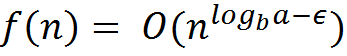 f(n) = O(n^{log_b a-ϵ})